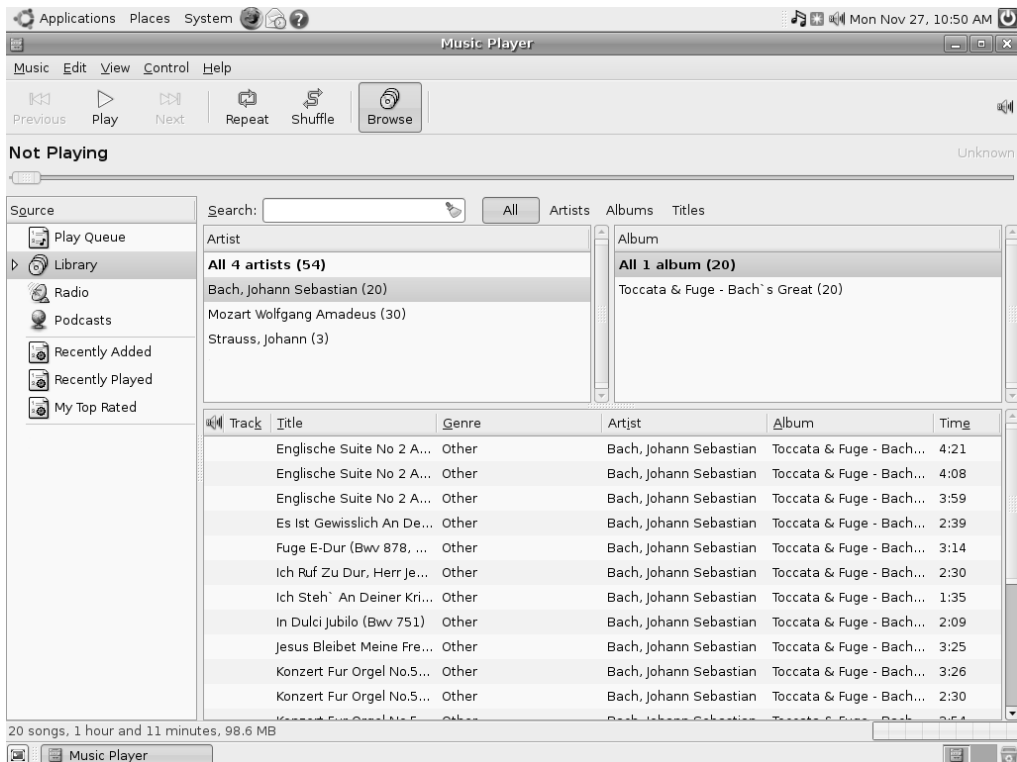 Applications Places System Mon Nov 27, 10:50 AM
Music Player
Music Edit View Control Help
Previous Play Next Repeat Shuffle Browse
Not Playing Unknown
Source Search: All Artists Albums Titles
Play Queue
Library
Radio
Podcasts
Recently Added
Recently Played
My Top Rated
Artist Album
All 4 artists (54) All 1 album (20)
Bach, Johann Sebastian (20) Toccata & Fuge - Bach`s Great (20)
Mozart Wolfgang Amadeus (30)
Strauss, Johann (3)
Track Title Genre Artist Album Time
Englische Suite No 2 A... Other Bach, Johann Sebastian Toccata & Fuge - Bach... 4:21
Englische Suite No 2 A... Other Bach, Johann Sebastian Toccata & Fuge - Bach... 4:08
Englische Suite No 2 A... Other Bach, Johann Sebastian Toccata & Fuge - Bach... 3:59
Es Ist Gewisslich An De... Other Bach, Johann Sebastian Toccata & Fuge - Bach... 2:39
Fuge E-Dur (Bwv 878, ... Other Bach, Johann Sebastian Toccata & Fuge - Bach... 3:14
Ich Ruf Zu Dur, Herr Je... Other Bach, Johann Sebastian Toccata & Fuge - Bach... 2:30
Ich Steh` An Deiner Kri... Other Bach, Johann Sebastian Toccata & Fuge - Bach... 1:35
In Dulci Jubilo (Bwv 751) Other Bach, Johann Sebastian Toccata & Fuge - Bach... 2:09
Jesus Bleibet Meine Fre... Other Bach, Johann Sebastian Toccata & Fuge - Bach... 3:25
Konzert Fur Orgel No.5... Other Bach, Johann Sebastian Toccata & Fuge - Bach... 3:26
Konzert Fur Orgel No.5... Other Bach, Johann Sebastian Toccata & Fuge - Bach... 2:30
20 songs, 1 hour and 11 minutes, 98.6 MB
Music Player